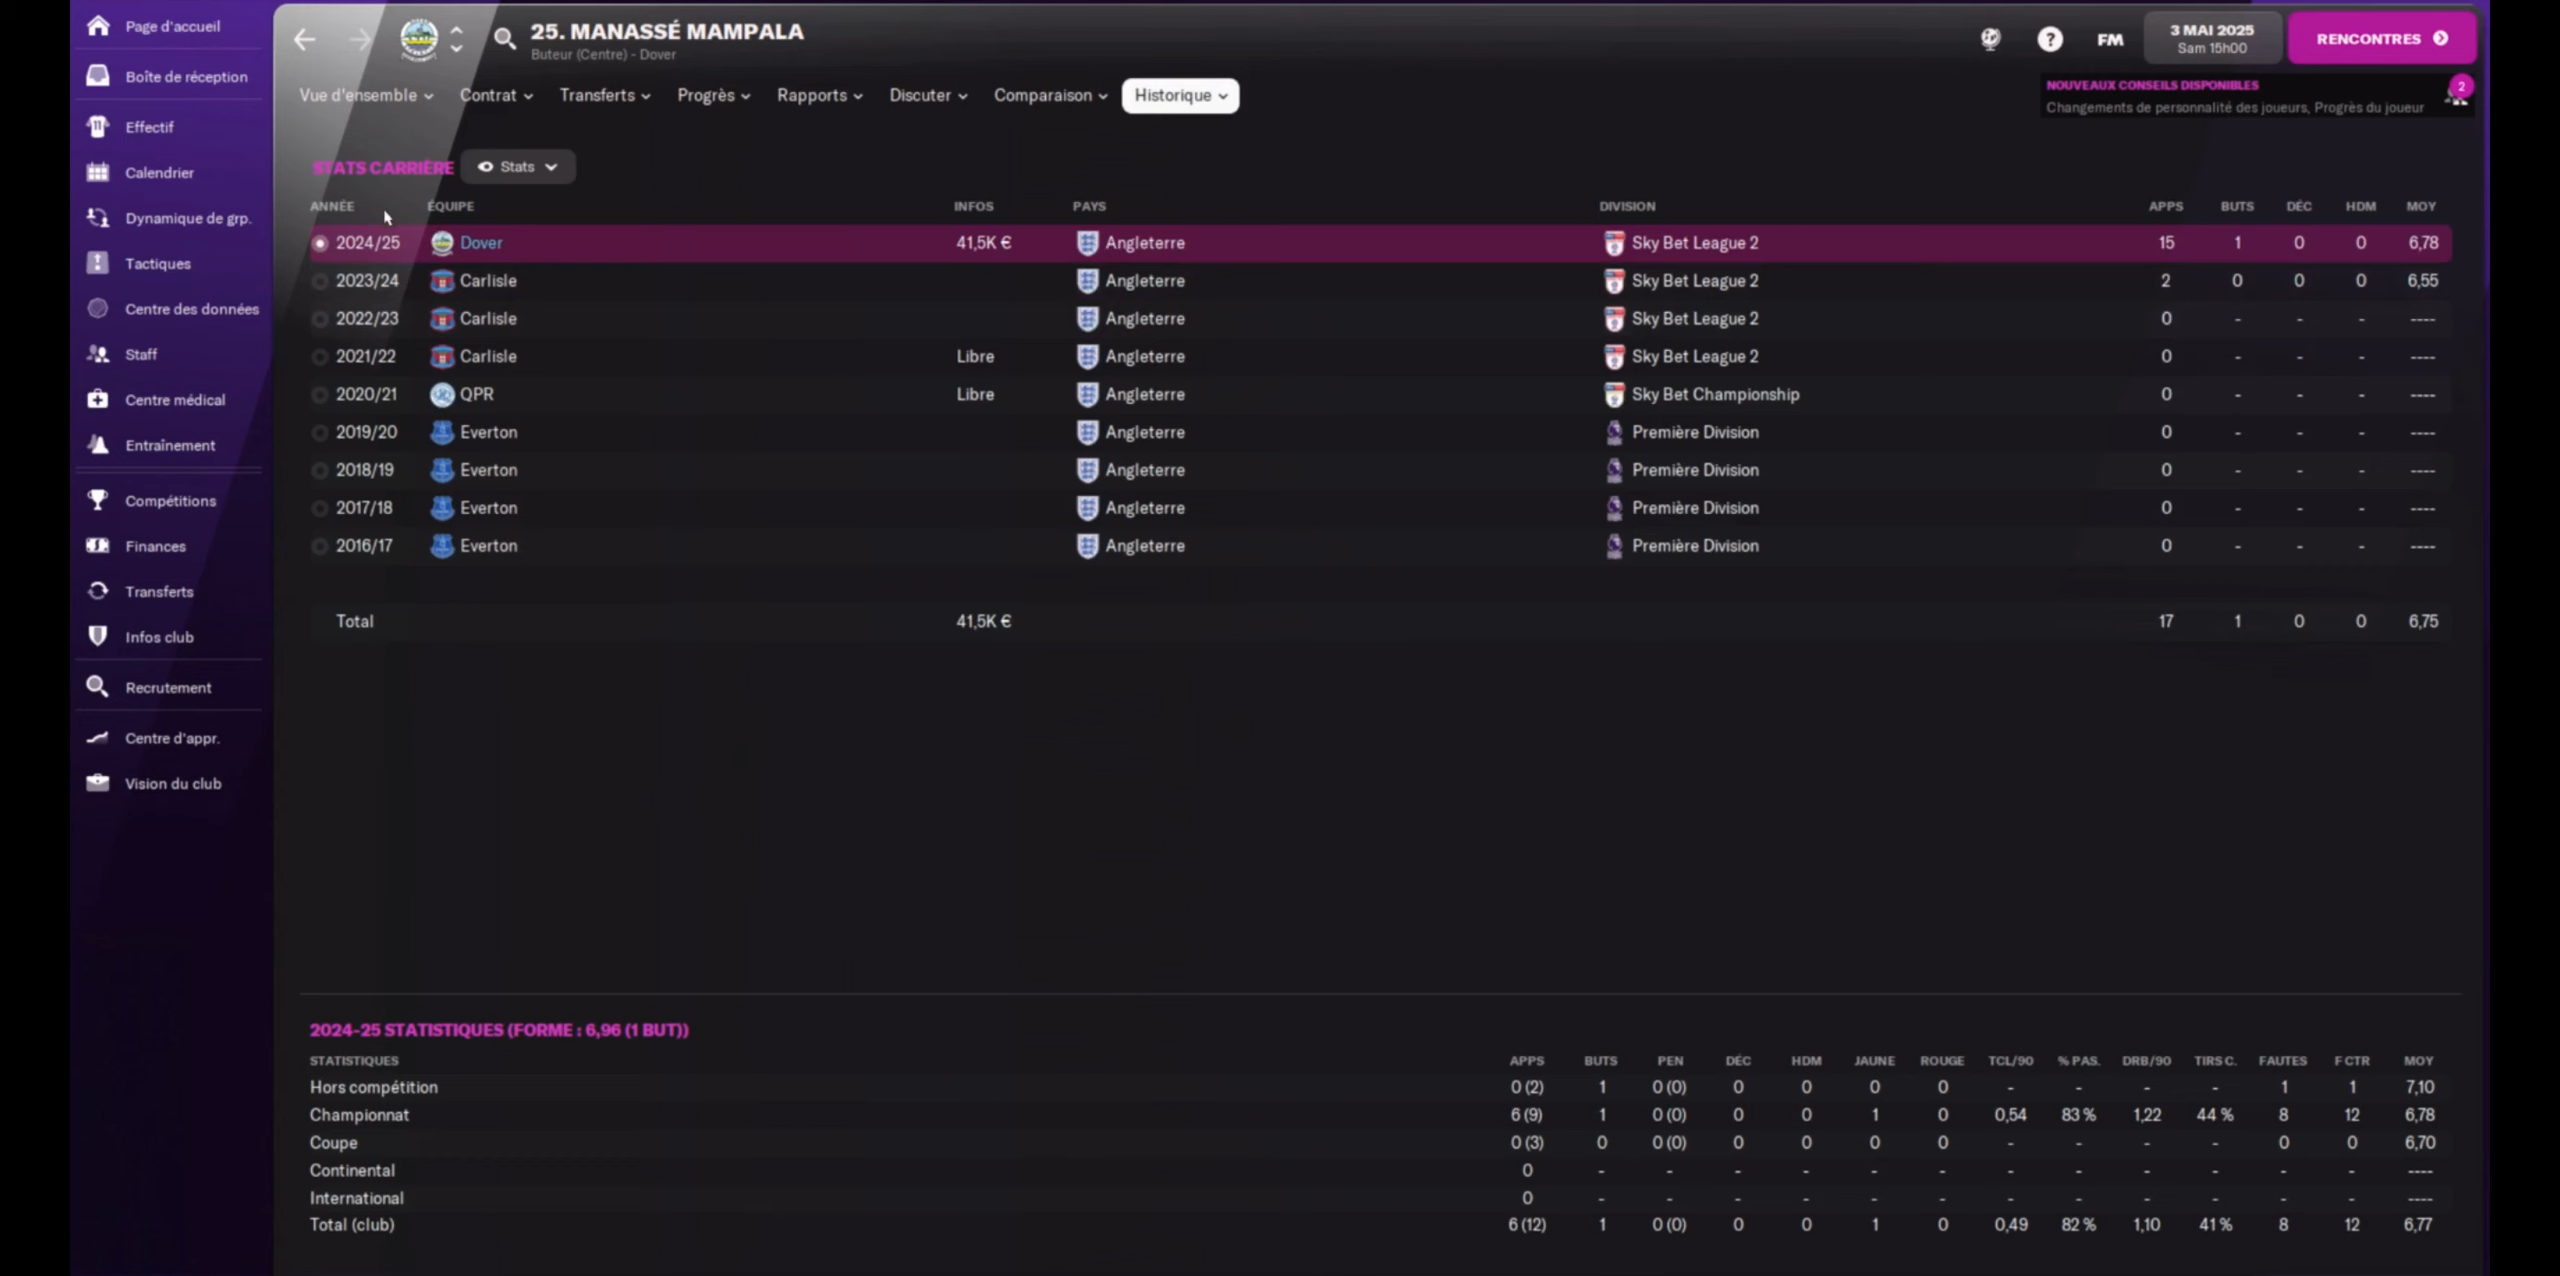 Page d'accueil
Boîte de réception
Effectif
Calendrier
Dynamique de grp.
Tactiques
Centre des données
Staff
Centre médical
Entraînement
Compétitions
Finances
Transferts
Infos club
Recrutement
Centre d'appr.
Vision du club
25. MANASSÉ MAMPALA
Buteur (Centre) - Dover
? FM 3 MAI 2025 RENCONTRES
Sam 15h00
Vue d'ensemble Contrat Transferts Progrès Rapports Discuter Comparaison Historique
NOUVEAUX CONSEILS DISPONIBLES 2
Changements de personnalité des joueurs, Progrès du joueur
STATS CARRIÈRE Stats
ANNÉE ÉQUIPE INFOS PAYS DIVISION APPS BUTS DÉC HDM MOY
2024/25 Dover 41,5K € Angleterre Sky Bet League 2 15 1 0 0 6,78
2023/24 Carlisle Angleterre Sky Bet League 2 2 0 0 0 6,55
2022/23 Carlisle Angleterre Sky Bet League 2 0 - - - ----
2021/22 Carlisle Libre Angleterre Sky Bet League 2 0 - - - ----
2020/21 QPR Libre Angleterre Sky Bet Championship 0 - - - ----
2019/20 Everton Angleterre Première Division 0 - - - ----
2018/19 Everton Angleterre Première Division 0 - - - ----
2017/18 Everton Angleterre Première Division 0 - - - ----
2016/17 Everton Angleterre Première Division 0 - - - ----
Total 41,5K € 17 1 0 0 6,75
2024-25 STATISTIQUES (FORME : 6,96 (1 BUT))
STATISTIQUES APPS BUTS PEN DÉC HDM JAUNE ROUGE TCL/90 % PAS. DRB/90 TIRS C. FAUTES F CTR MOY
Hors compétition 0 (2) 1 0 (0) 0 0 0 0 - - - - 1 1 7,10
Championnat 6 (9) 1 0 (0) 0 0 1 0 0,54 83 % 1,22 44 % 8 12 6,78
Coupe 0 (3) 0 0 (0) 0 0 0 0 - - - - 0 0 6,70
Continental 0 - - - - - - - - - - - - ----
International 0 - - - - - - - - - - - - ----
Total (club) 6 (12) 1 0 (0) 0 0 1 0 0,49 82 % 1,10 41 % 8 12 6,77